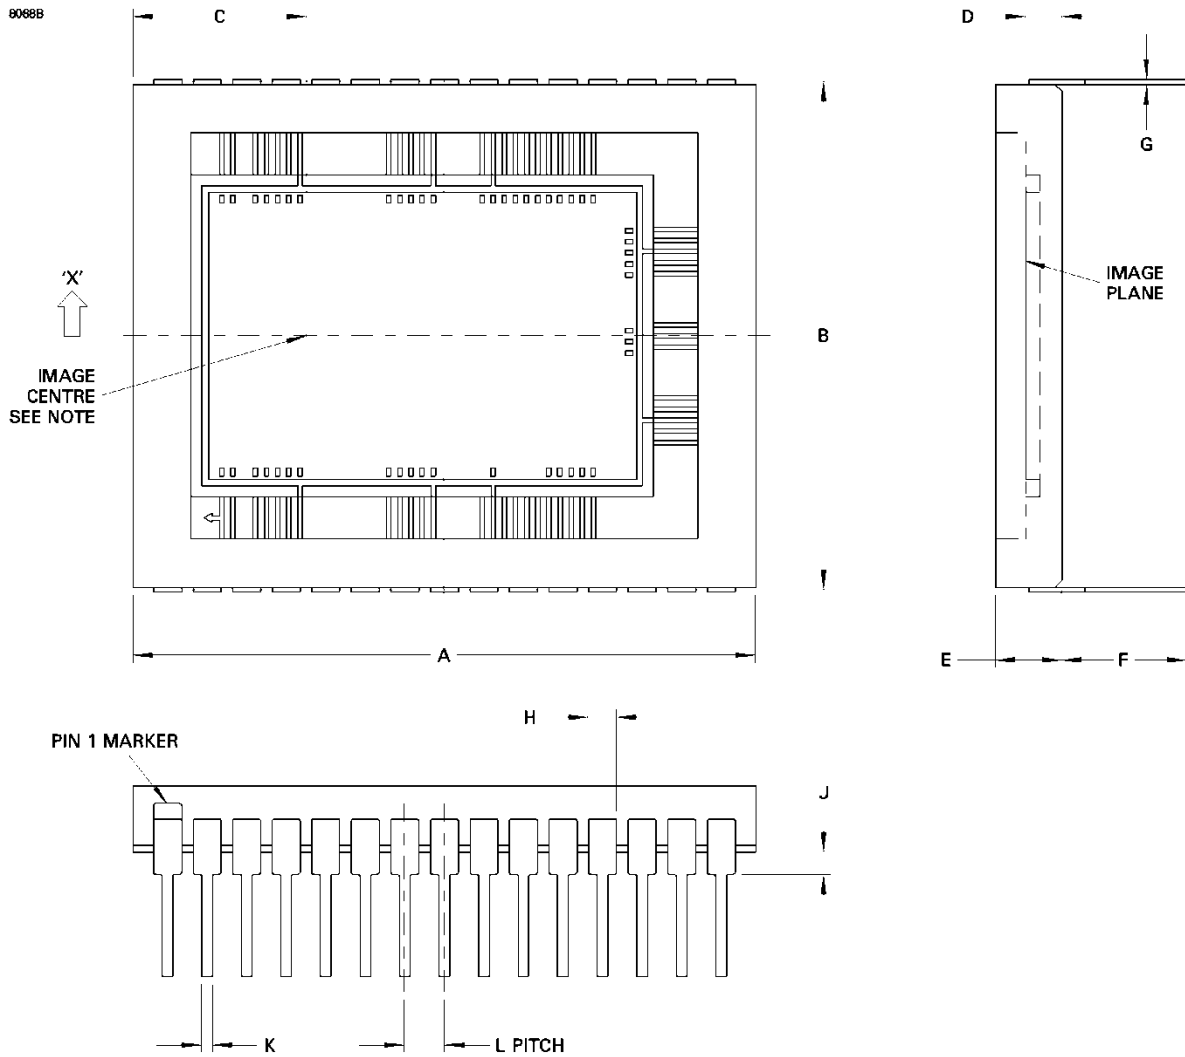 8068B
C
D
G
'X'
IMAGE
PLANE
B
IMAGE
CENTRE
SEE NOTE
A
E
F
H
PIN 1 MARKER
J
K
L PITCH